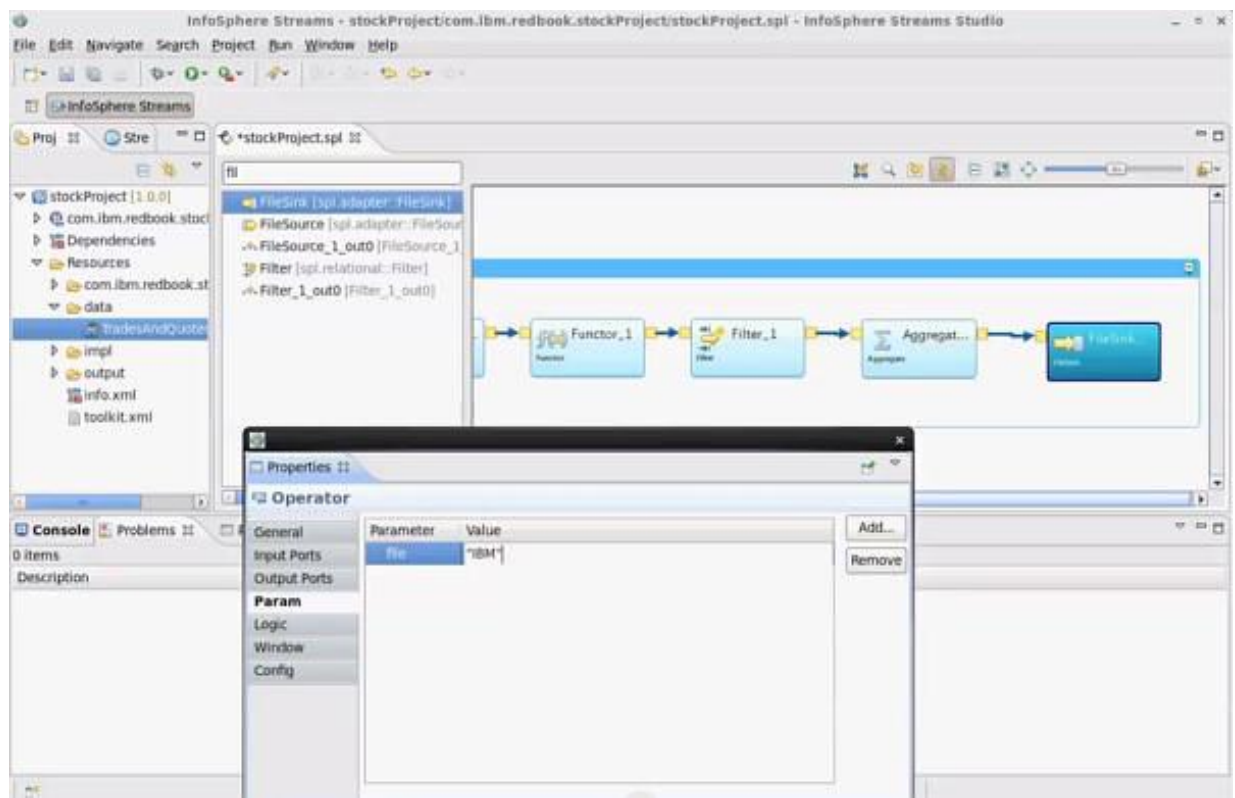 InfoSphere Streams - stockProject/com.ibm.redbook.stockProject/stockProject.spl - InfoSphere Streams Studio
File Edit Navigate Search Project Run Window Help
InfoSphere Streams
Proj
Stre
*stockProject.spl
fil
stockProject [1.0.0]
com.ibm.redbook.stoc
Dependencies
Resources
com.ibm.redbook.st
data
TradesAndQuotes
impl
output
info.xml
toolkit.xml
FileSink [spl.adapter::FileSink]
FileSource [spl.adapter::FileSour
FileSource_1_out0 [FileSource_1
Filter [spl.relational::Filter]
Filter_1_out0 [Filter_1_out0]
Functor_1
Functor
Filter_1
Filter
Aggregat...
Aggregate
FileSink...
FileSink
Console
Problems
0 items
Description
Properties
Operator
General
Input Ports
Output Ports
Param
Logic
Window
Config
Parameter Value
file "IBM"
Add...
Remove